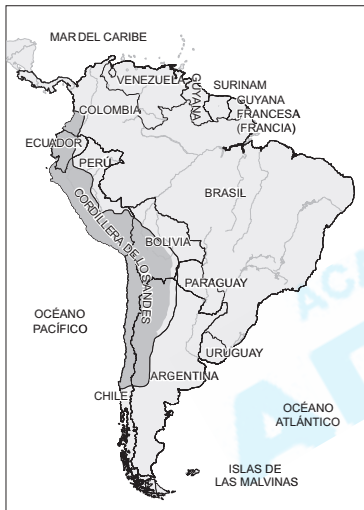 MAR DEL CARIBE
VENEZUELA
GUYANA
SURINAM
GUYANA
FRANCESA
(FRANCIA)
COLOMBIA
ECUADOR
PERÚ
BRASIL
CORDILLERA DE LOS ANDES
BOLIVIA
PARAGUAY
OCÉANO
PACÍFICO
URUGUAY
ARGENTINA
CHILE
OCÉANO
ATLÁNTICO
ISLAS DE
LAS MALVINAS